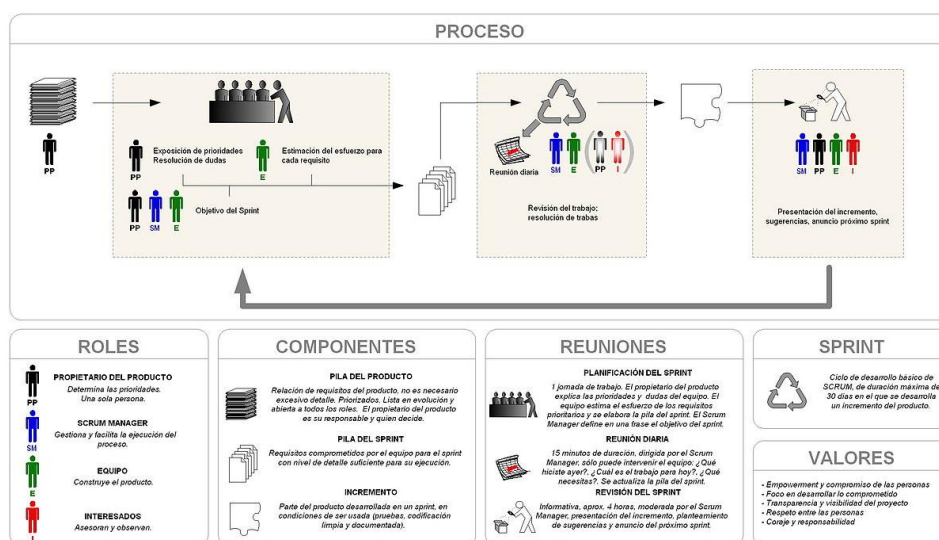 PROCESO
PP
Exposición de prioridades
Resolución de dudas
PP
Estimación del esfuerzo para
cada requisito
E
Objetivo del Sprint
PP SM E
Reunión diaria
SM E ( PP I )
Revisión del trabajo;
resolución de trabas
SM PP E I
Presentación del incremento,
sugerencias, anuncio próximo sprint
ROLES
PROPIETARIO DEL PRODUCTO
Determina las prioridades.
Una sola persona.
PP
SCRUM MANAGER
Gestiona y facilita la ejecución del
proceso.
SM
EQUIPO
Construye el producto.
E
INTERESADOS
Asesoran y observan.
COMPONENTES
PILA DEL PRODUCTO
Relación de requisitos del producto, no es necesario
excesivo detalle. Priorizados. Lista en evolución y
abierta a todos los roles. El propietario del producto
es su responsable y quien decide.
PILA DEL SPRINT
Requisitos comprometidos por el equipo para el sprint
con nivel de detalle suficiente para su ejecución.
INCREMENTO
Parte del producto desarrollada en un sprint, en
condiciones de ser usada (pruebas, codificación
limpia y documentada).
REUNIONES
PLANIFICACIÓN DEL SPRINT
1 jornada de trabajo. El propietario del producto
explica las prioridades y dudas del equipo. El
equipo estima el esfuerzo de los requisitos
prioritarios y se elabora la pila del sprint. El Scrum
Manager define en una frase el objetivo del sprint.
REUNIÓN DIARIA
15 minutos de duración, dirigida por el Scrum
Manager, sólo puede intervenir el equipo: ¿Qué
hiciste ayer?. ¿Cuál es el trabajo para hoy?. ¿Qué
necesitas?. Se actualiza la pila del sprint.
REVISIÓN DEL SPRINT
Informativa, aprox. 4 horas, moderada por el Scrum
Manager, presentación del incremento, planteamiento
de sugerencias y anuncio del próximo sprint.
SPRINT
Ciclo de desarrollo básico de
SCRUM, de duración máxima de
30 días en el que se desarrolla
un incremento del producto.
VALORES
- Empowerment y compromiso de las personas
- Foco en desarrollar lo comprometido
- Transparencia y visibilidad del proyecto
- Respeto entre las personas
- Coraje y responsabilidad